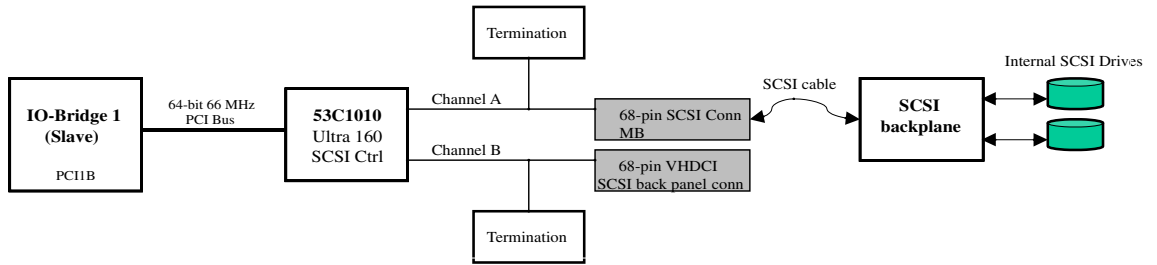 Termination
Internal SCSI Drives
SCSI cable
64-bit 66 MHz
PCI Bus
Channel A
IO-Bridge 1
(Slave)
PCI1B
53C1010
Ultra 160
SCSI Ctrl
68-pin SCSI Conn
MB
SCSI
backplane
Channel B
68-pin VHDCI
SCSI back panel conn
Termination